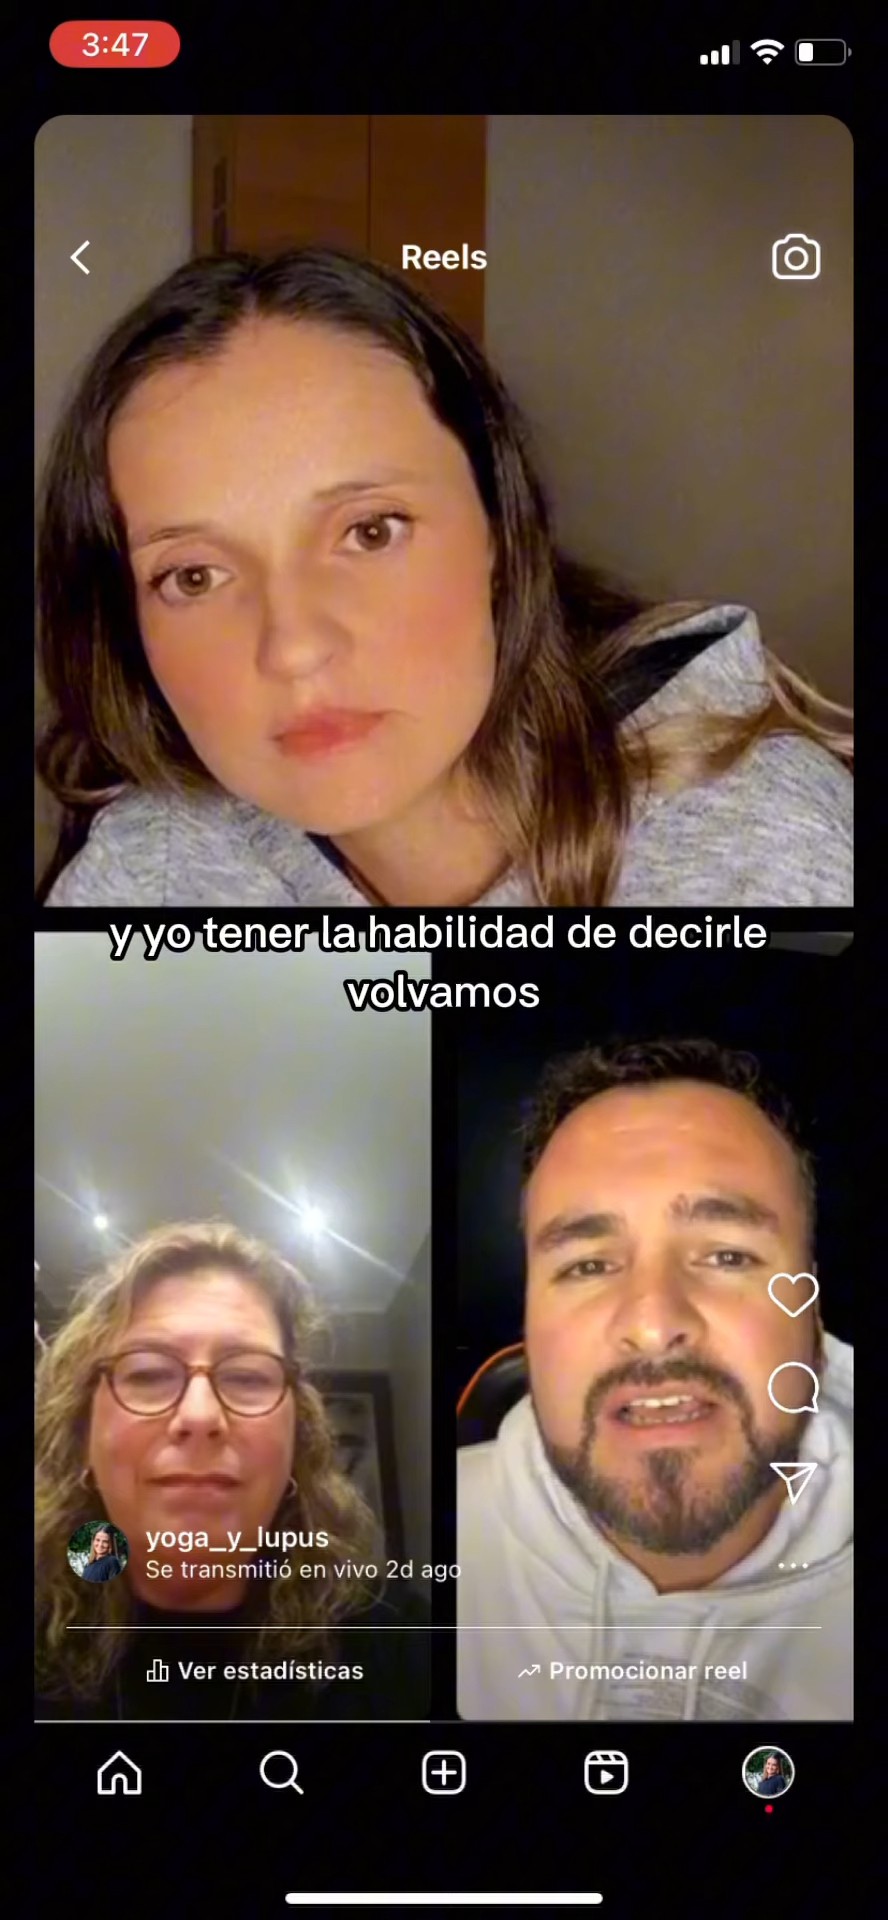 3:47
Reels
y yo tener la habilidad de decirle
volvamos
yoga_y_lupus
Se transmitió en vivo 2d ago
Ver estadísticas
Promocionar reel